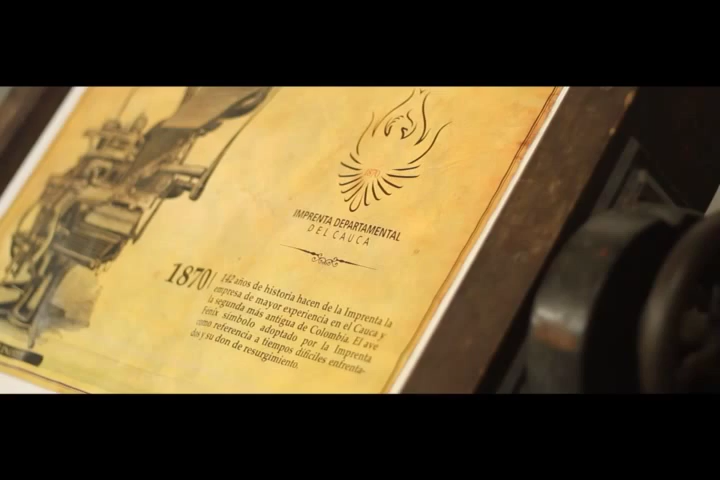 IMPRENTA DEPARTAMENTAL
DEL CAUCA
1870/ 142 años de historia hacen de la Imprenta la
empresa de mayor experiencia en el Cauca y
la segunda más antigua de Colombia. El ave
Fénix símbolo adoptado por la Imprenta
como referencia a tiempos difíciles enfrenta-
dos y su don de resurgimiento.